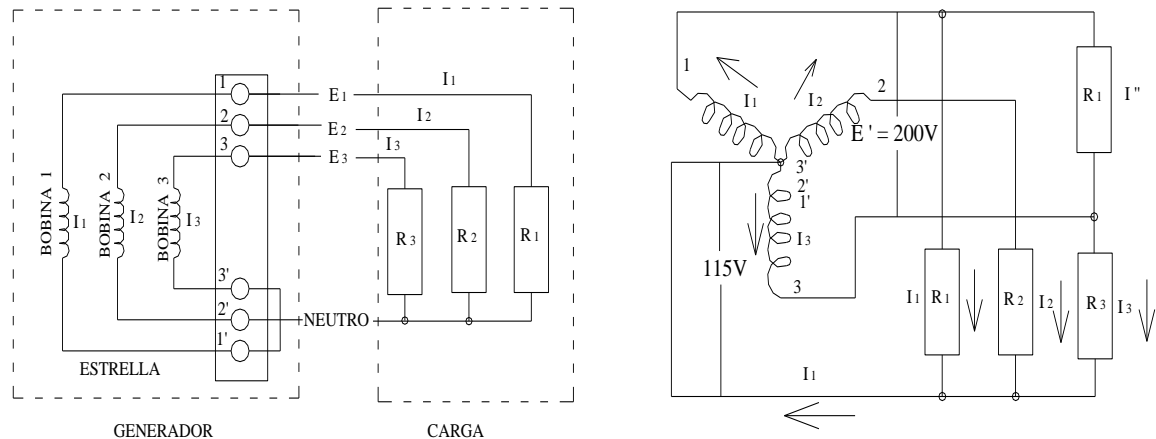 1
2
3
E1
E2
E3
I1
I2
I3
BOBINA 1
I1
BOBINA 2
I2
BOBINA 3
I3
R3
R2
R1
3'
2'
1'
NEUTRO
ESTRELLA
GENERADOR
CARGA
1
I1
I2
2
E' = 200V
R1
I"
3'
2'
1'
I3
115V
3
I1
R1
R2
I2
R3
I3
I1